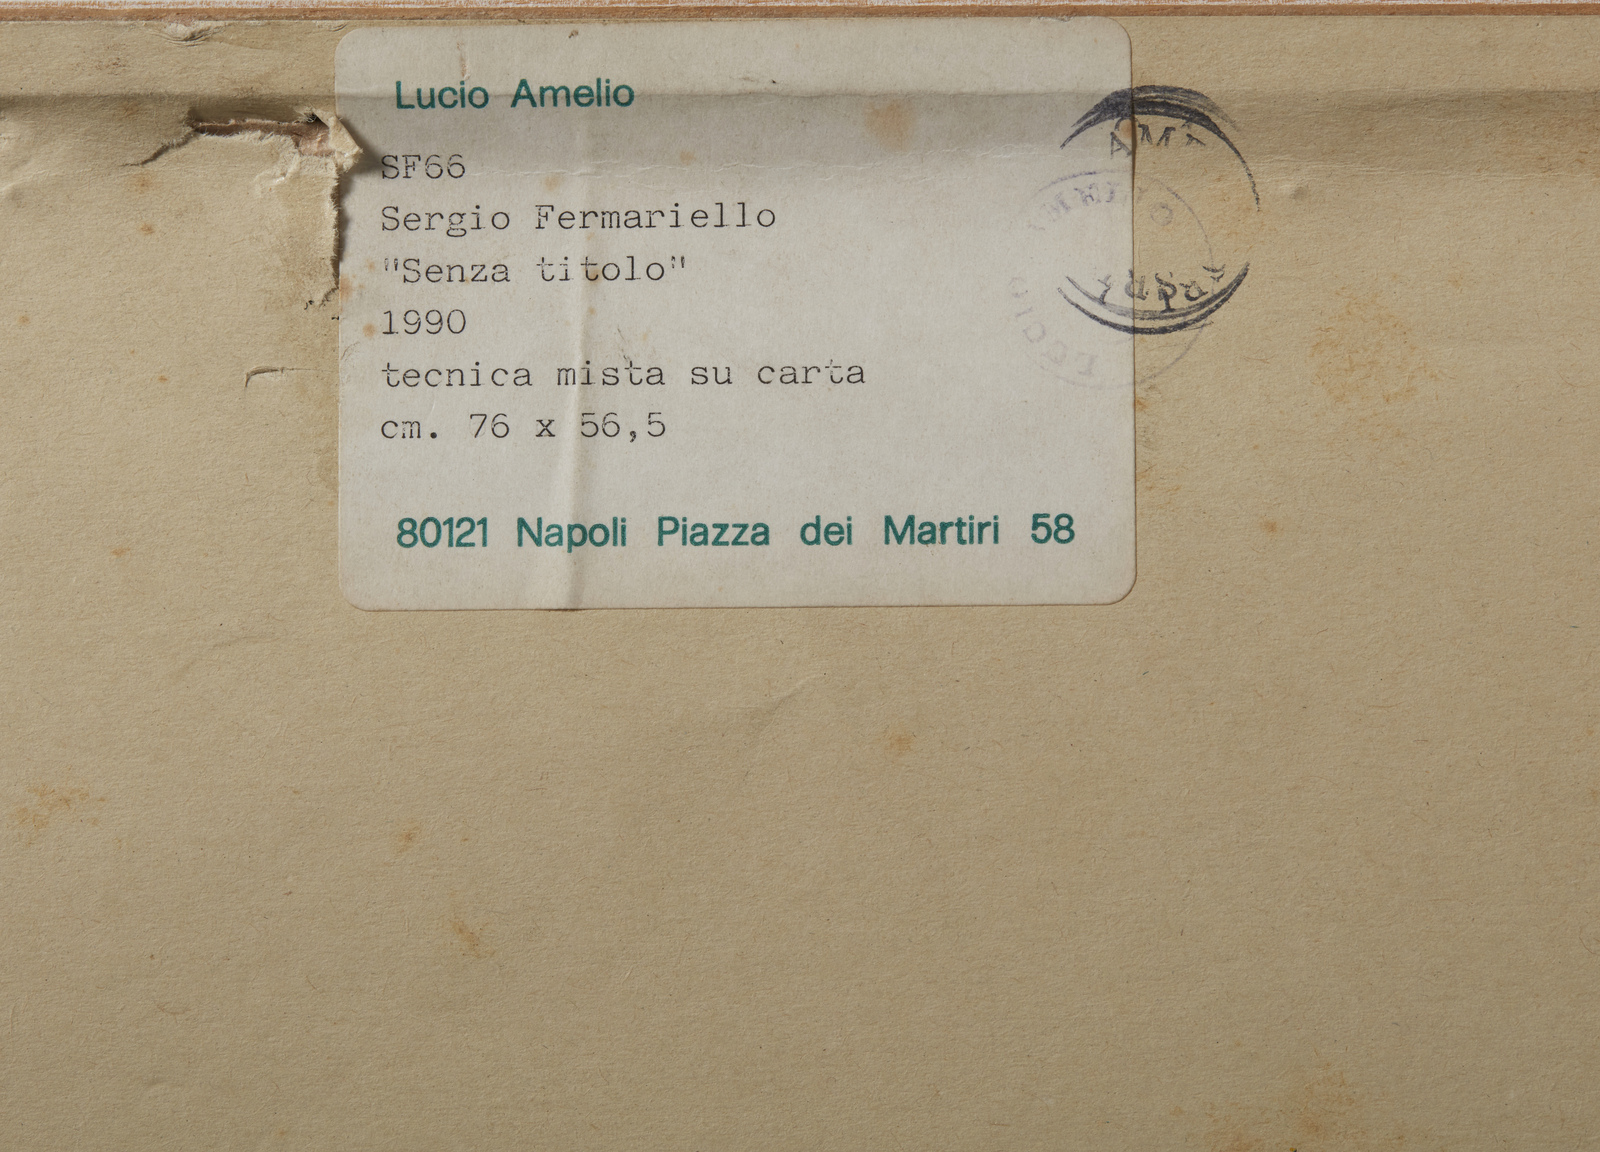 Lucio Amelio
SF66
Sergio Fermariello
"Senza titolo"
1990
tecnica mista su carta
cm. 76 x 56,5
80121 Napoli Piazza dei Martiri 58